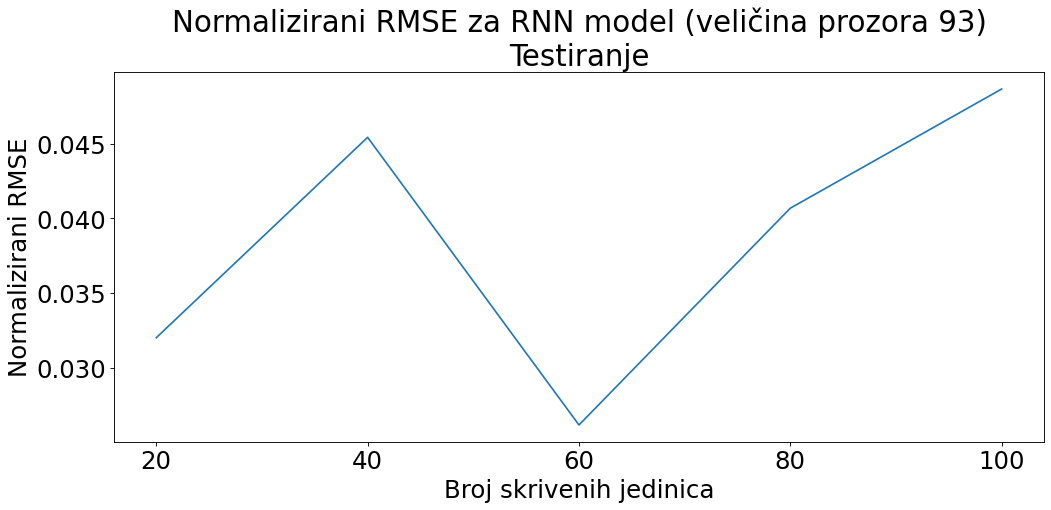 Normalizirani RMSE za RNN model (veličina prozora 93)
Testiranje
Normalizirani RMSE
0.045
0.040
0.035
0.030
20 40 60 80 100
Broj skrivenih jedinica